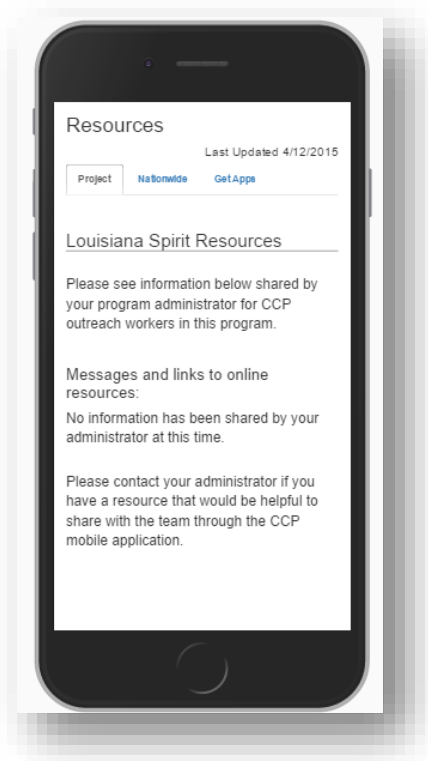 Resources
Last Updated 4/12/2015
Project
Nationwide
Get Apps
Louisiana Spirit Resources
Please see information below shared by
your program administrator for CCP
outreach workers in this program.
Messages and links to online
resources:
No information has been shared by your
administrator at this time.
Please contact your administrator if you
have a resource that would be helpful to
share with the team through the CCP
mobile application.